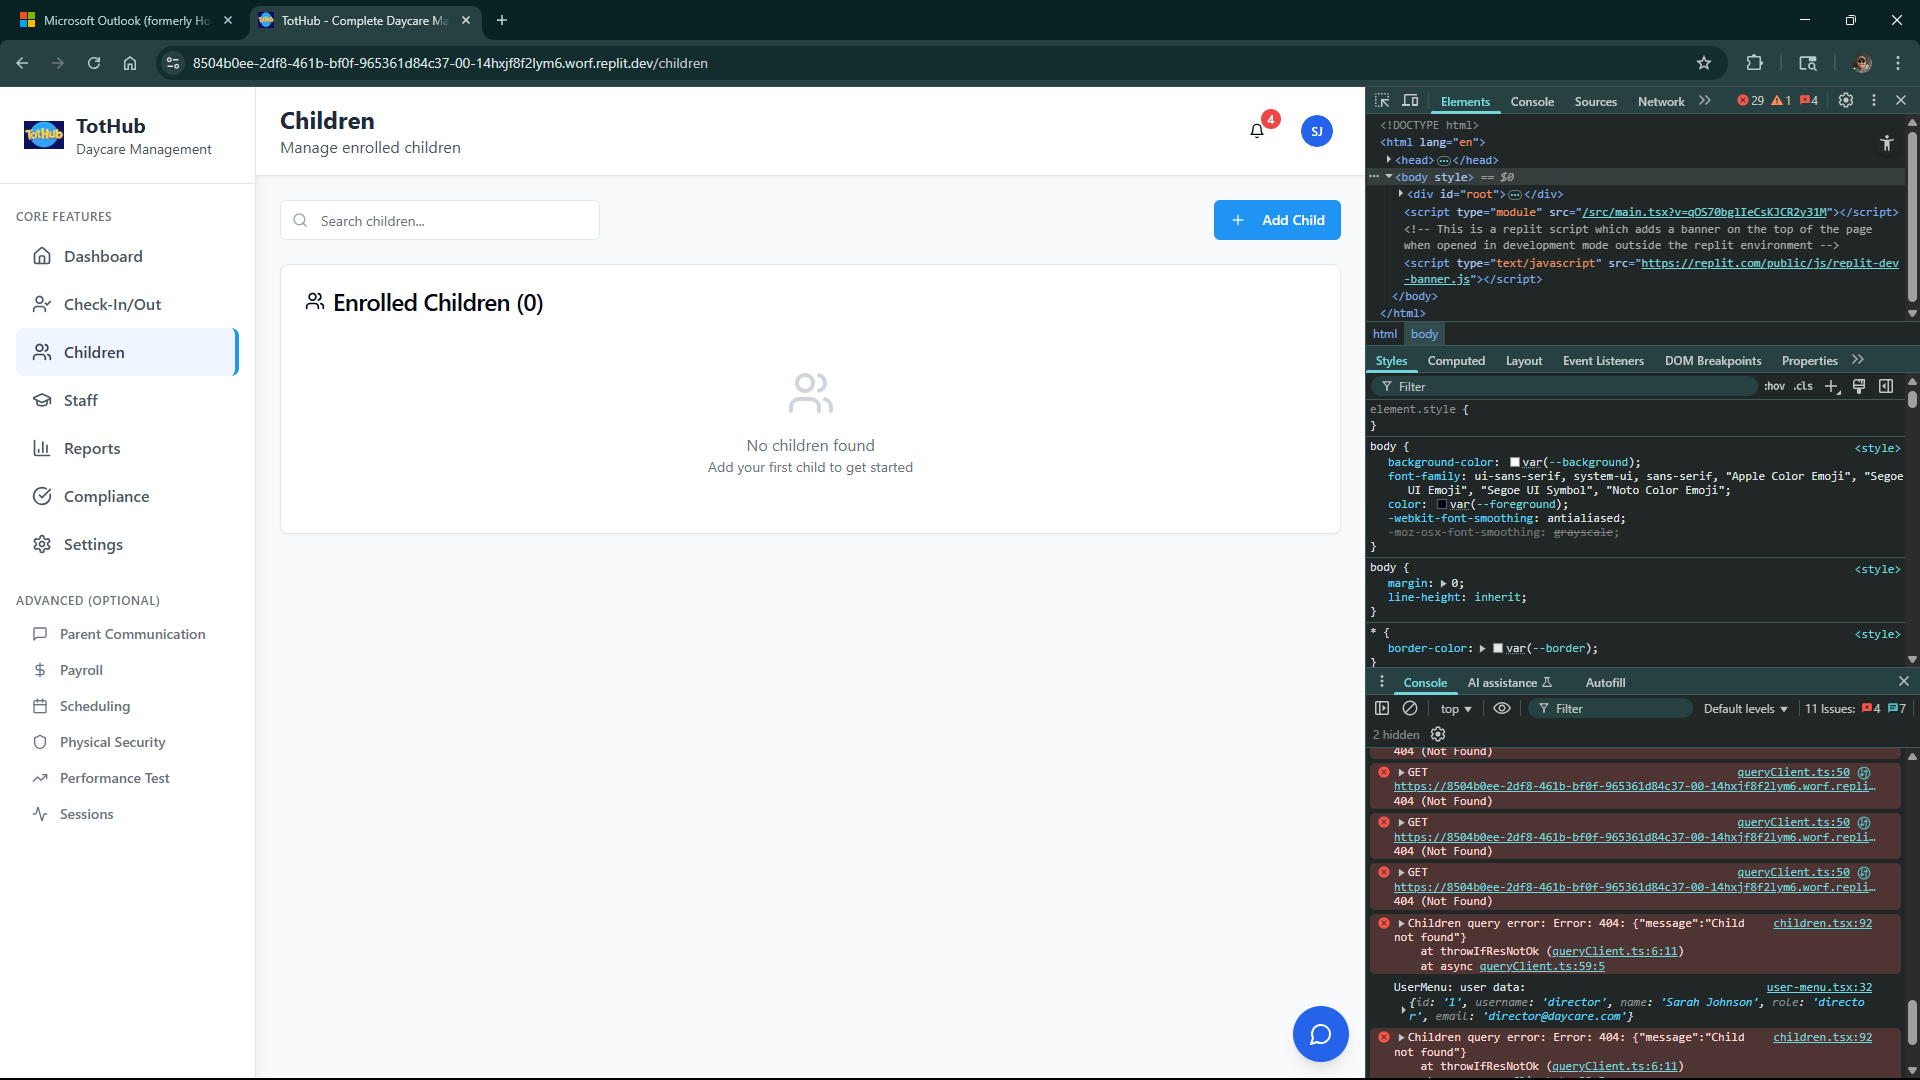 Microsoft Outlook (formerly Ho
TotHub - Complete Daycare Ma
8504b0ee-2df8-461b-bf0f-965361d84c37-00-14hxjf8f2lym6.worf.replit.dev/children
TotHub
TotHub
Daycare Management
CORE FEATURES
Dashboard
Check-In/Out
Children
Staff
Reports
Compliance
Settings
ADVANCED (OPTIONAL)
Parent Communication
Payroll
Scheduling
Physical Security
Performance Test
Sessions
Children
Manage enrolled children
4
SJ
Search children...
Add Child
Enrolled Children (0)
No children found
Add your first child to get started
Elements Console Sources Network 29 1 4
<!DOCTYPE html>
<html lang="en">
<head> </head>
<body style> == $0
<div id="root"> </div>
<script type="module" src="/src/main.tsx?v=qOS70bglIeCsKJCR2y31M"></script>
<!-- This is a replit script which adds a banner on the top of the page
when opened in development mode outside the replit environment -->
<script type="text/javascript" src="https://replit.com/public/js/replit-dev
-banner.js"></script>
</body>
</html>
html body
Styles Computed Layout Event Listeners DOM Breakpoints Properties
Filter :hov .cls
element.style {
}
body { <style>
background-color: var(--background);
font-family: ui-sans-serif, system-ui, sans-serif, "Apple Color Emoji", "Segoe
UI Emoji", "Segoe UI Symbol", "Noto Color Emoji";
color: var(--foreground);
-webkit-font-smoothing: antialiased;
-moz-osx-font-smoothing: grayscale;
}
body { <style>
margin: 0;
line-height: inherit;
}
* { <style>
border-color: var(--border);
}
Console AI assistance Autofill
top Filter Default levels 11 Issues: 4 7
2 hidden
404 (Not Found)
GET queryClient.ts:50
https://8504b0ee-2df8-461b-bf0f-965361d84c37-00-14hxjf8f2lym6.worf.repli…
404 (Not Found)
GET queryClient.ts:50
https://8504b0ee-2df8-461b-bf0f-965361d84c37-00-14hxjf8f2lym6.worf.repli…
404 (Not Found)
GET queryClient.ts:50
https://8504b0ee-2df8-461b-bf0f-965361d84c37-00-14hxjf8f2lym6.worf.repli…
404 (Not Found)
Children query error: Error: 404: {"message":"Child children.tsx:92
not found"}
at throwIfResNotOk (queryClient.ts:6:11)
at async queryClient.ts:59:5
UserMenu: user data: user-menu.tsx:32
{id: '1', username: 'director', name: 'Sarah Johnson', role: 'directo
r', email: 'director@daycare.com'}
Children query error: Error: 404: {"message":"Child children.tsx:92
not found"}
at throwIfResNotOk (queryClient.ts:6:11)